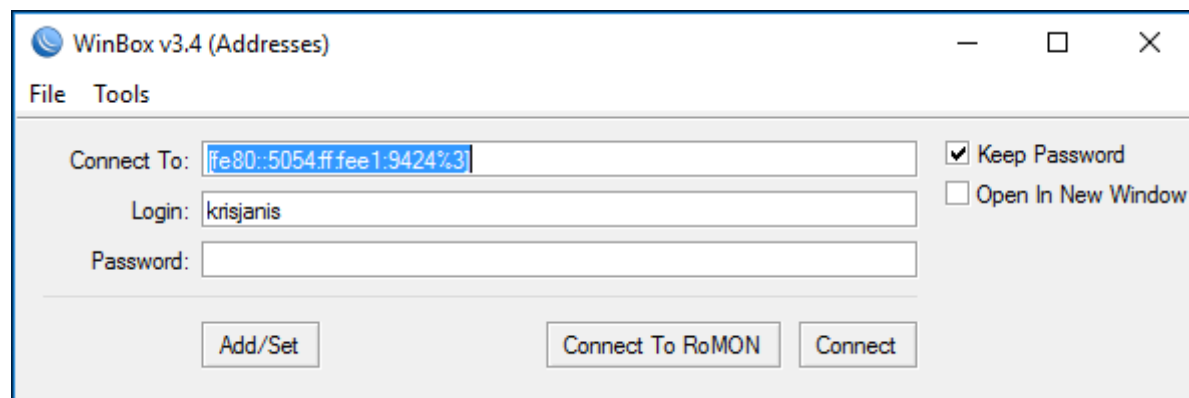 WinBox v3.4 (Addresses)
File Tools
Connect To: [fe80::5054:ff:fee1:9424%3] Keep Password
Open In New Window
Login: krisjanis
Password:
Add/Set Connect To RoMON Connect